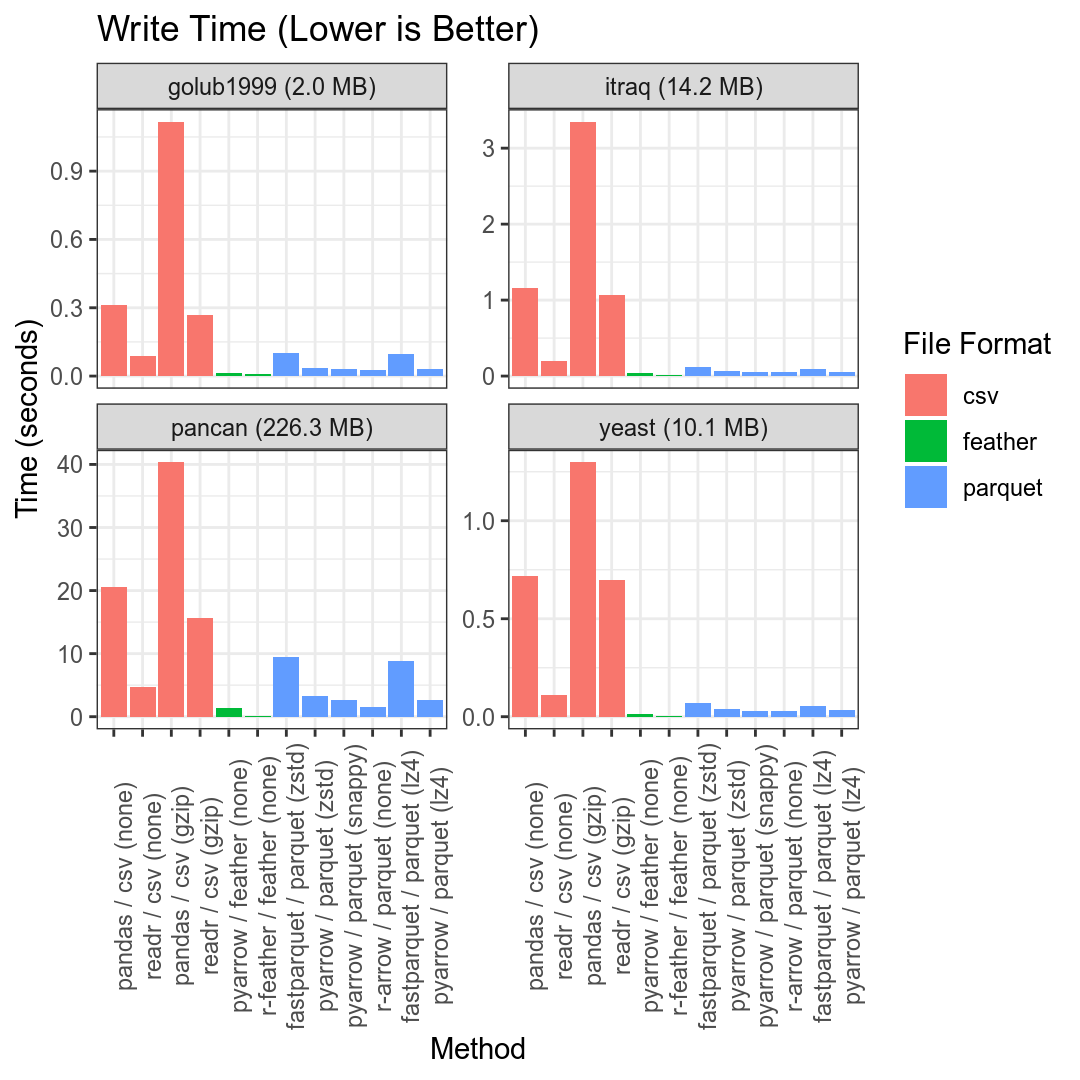 Write Time (Lower is Better)
golub1999 (2.0 MB)
itraq (14.2 MB)
0.9
0.6
0.3
0.0
3
2
1
0
pancan (226.3 MB)
yeast (10.1 MB)
40
30
20
10
0
1.0
0.5
0.0
Time (seconds)
pandas / csv (none)
readr / csv (none)
pandas / csv (gzip)
readr / csv (gzip)
pyarrow / feather (none)
r-feather / feather (none)
fastparquet / parquet (zstd)
pyarrow / parquet (zstd)
pyarrow / parquet (snappy)
r-arrow / parquet (none)
fastparquet / parquet (lz4)
pyarrow / parquet (lz4)
pandas / csv (none)
readr / csv (none)
pandas / csv (gzip)
readr / csv (gzip)
pyarrow / feather (none)
r-feather / feather (none)
fastparquet / parquet (zstd)
pyarrow / parquet (zstd)
pyarrow / parquet (snappy)
r-arrow / parquet (none)
fastparquet / parquet (lz4)
pyarrow / parquet (lz4)
Method
File Format
csv
feather
parquet